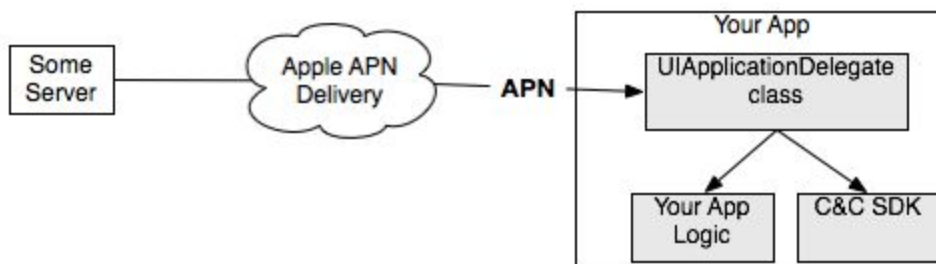 Your App
Some
Server
Apple APN
Delivery
APN
UIApplicationDelegate
class
Your App
Logic
C&C SDK